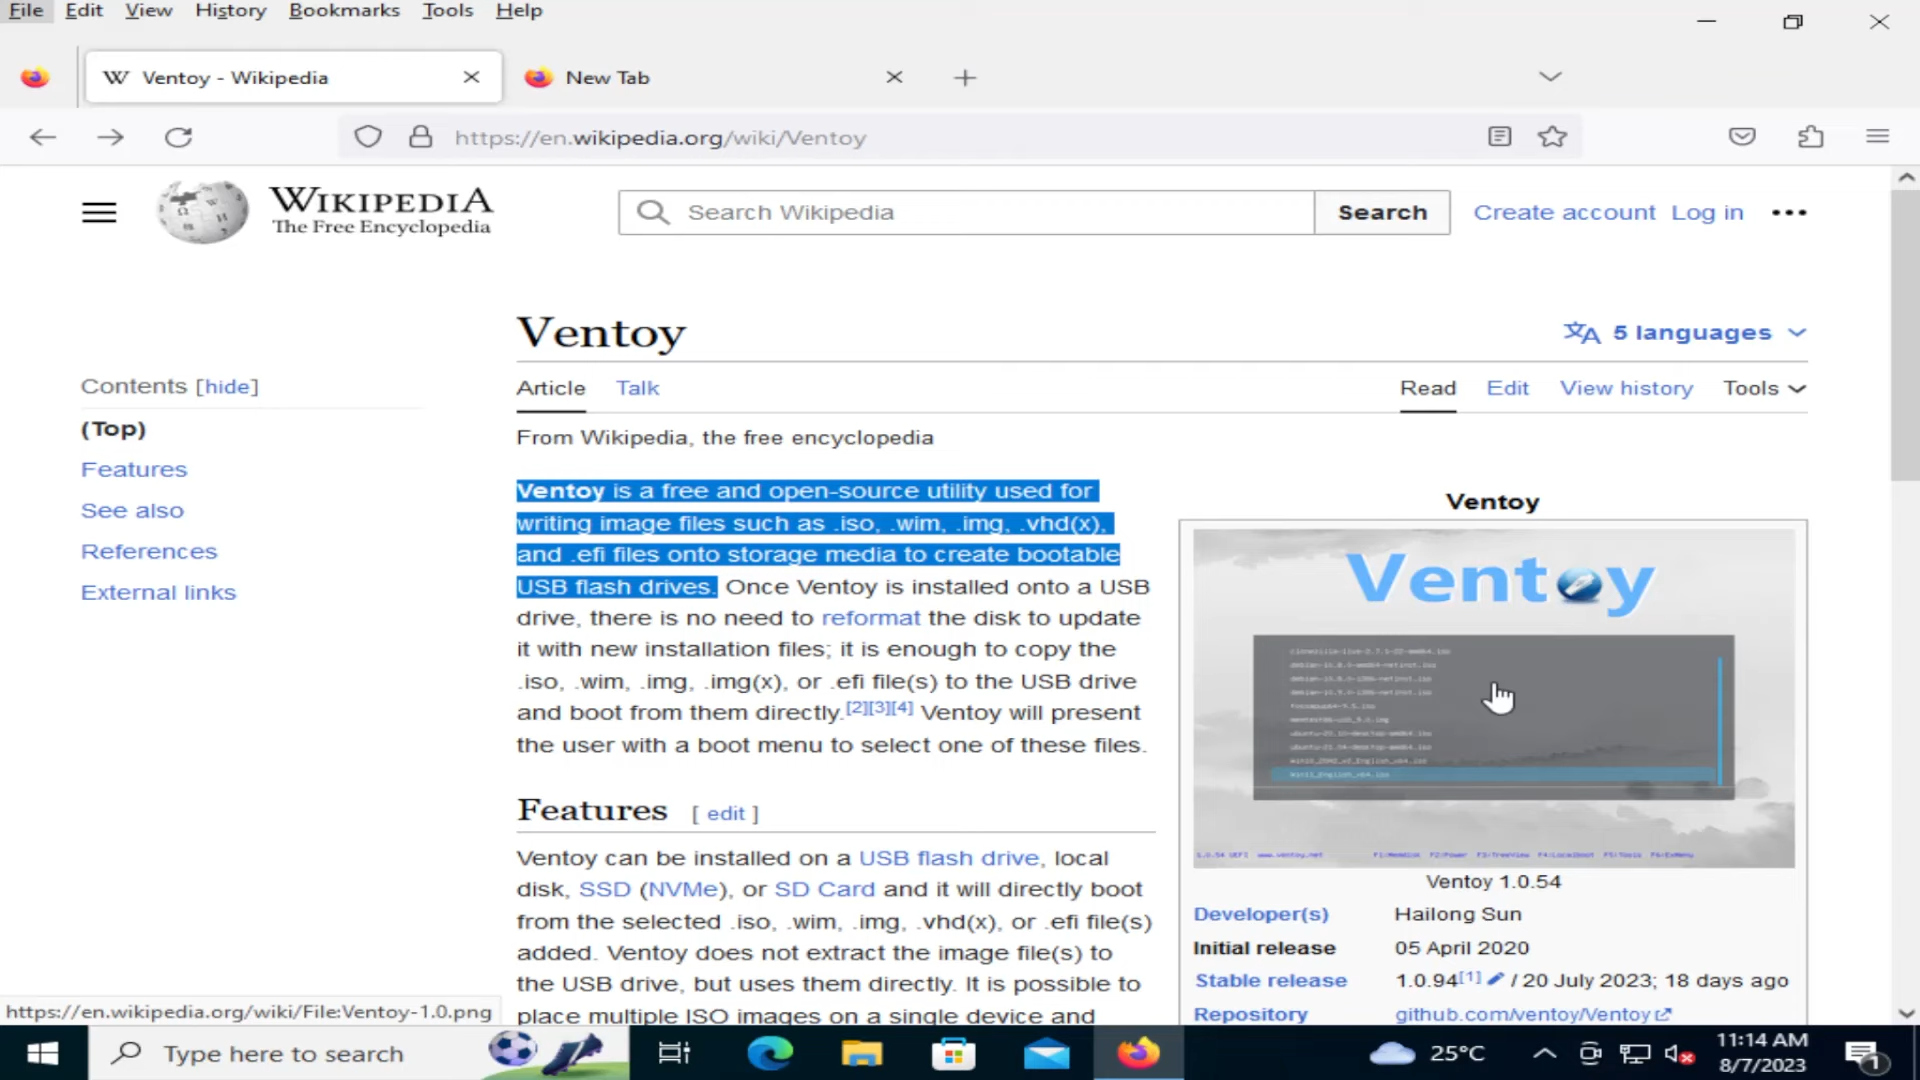 File Edit View History Bookmarks Tools Help
Ventoy - Wikipedia
New Tab
https://en.wikipedia.org/wiki/Ventoy
WIKIPEDIA
The Free Encyclopedia
Search Wikipedia
Search
Create account Log in
Ventoy
5 languages
Contents [hide]
(Top)
Features
See also
References
External links
Article Talk
Read Edit View history Tools
From Wikipedia, the free encyclopedia
Ventoy is a free and open-source utility used for
writing image files such as .iso, .wim, .img, .vhd(x),
and .efi files onto storage media to create bootable
USB flash drives. Once Ventoy is installed onto a USB
drive, there is no need to reformat the disk to update
it with new installation files; it is enough to copy the
.iso, .wim, .img, .img(x), or .efi file(s) to the USB drive
and boot from them directly.[2][3][4] Ventoy will present
the user with a boot menu to select one of these files.
Features [ edit ]
Ventoy can be installed on a USB flash drive, local
disk, SSD (NVMe), or SD Card and it will directly boot
from the selected .iso, .wim, .img, .vhd(x), or .efi file(s)
added. Ventoy does not extract the image file(s) to
the USB drive, but uses them directly. It is possible to
place multiple ISO images on a single device and
Ventoy
Ventoy
1.0.54 UEFI www.ventoy.net
Ventoy 1.0.54
Developer(s) Hailong Sun
Initial release 05 April 2020
Stable release 1.0.94[1] / 20 July 2023; 18 days ago
Repository github.com/ventoy/Ventoy
https://en.wikipedia.org/wiki/File:Ventoy-1.0.png
Type here to search
25°C
11:14 AM
8/7/2023
1